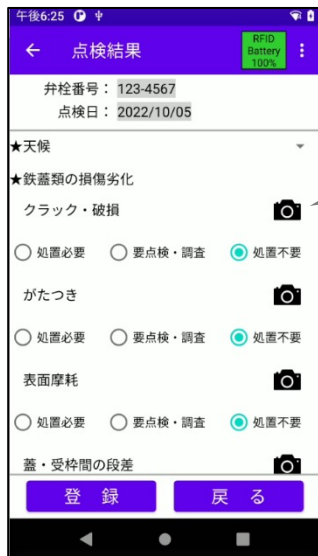 午後6:25
点検結果
RFID
Battery
100%
弁栓番号： 123-4567
点検日： 2022/10/05
★天候
★鉄蓋類の損傷劣化
クラック・破損
処置必要 要点検・調査 処置不要
がたつき
処置必要 要点検・調査 処置不要
表面摩耗
処置必要 要点検・調査 処置不要
蓋・受枠間の段差
登 録 戻 る